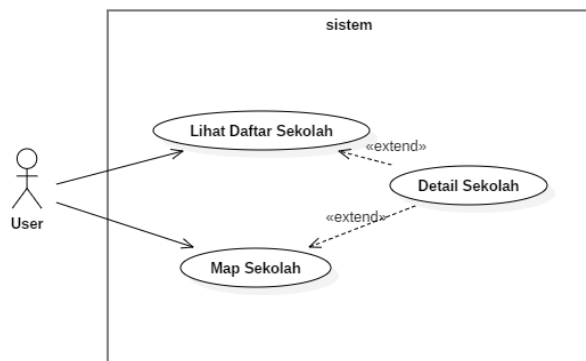 sistem
Lihat Daftar Sekolah
«extend»
Detail Sekolah
User
«extend»
Map Sekolah